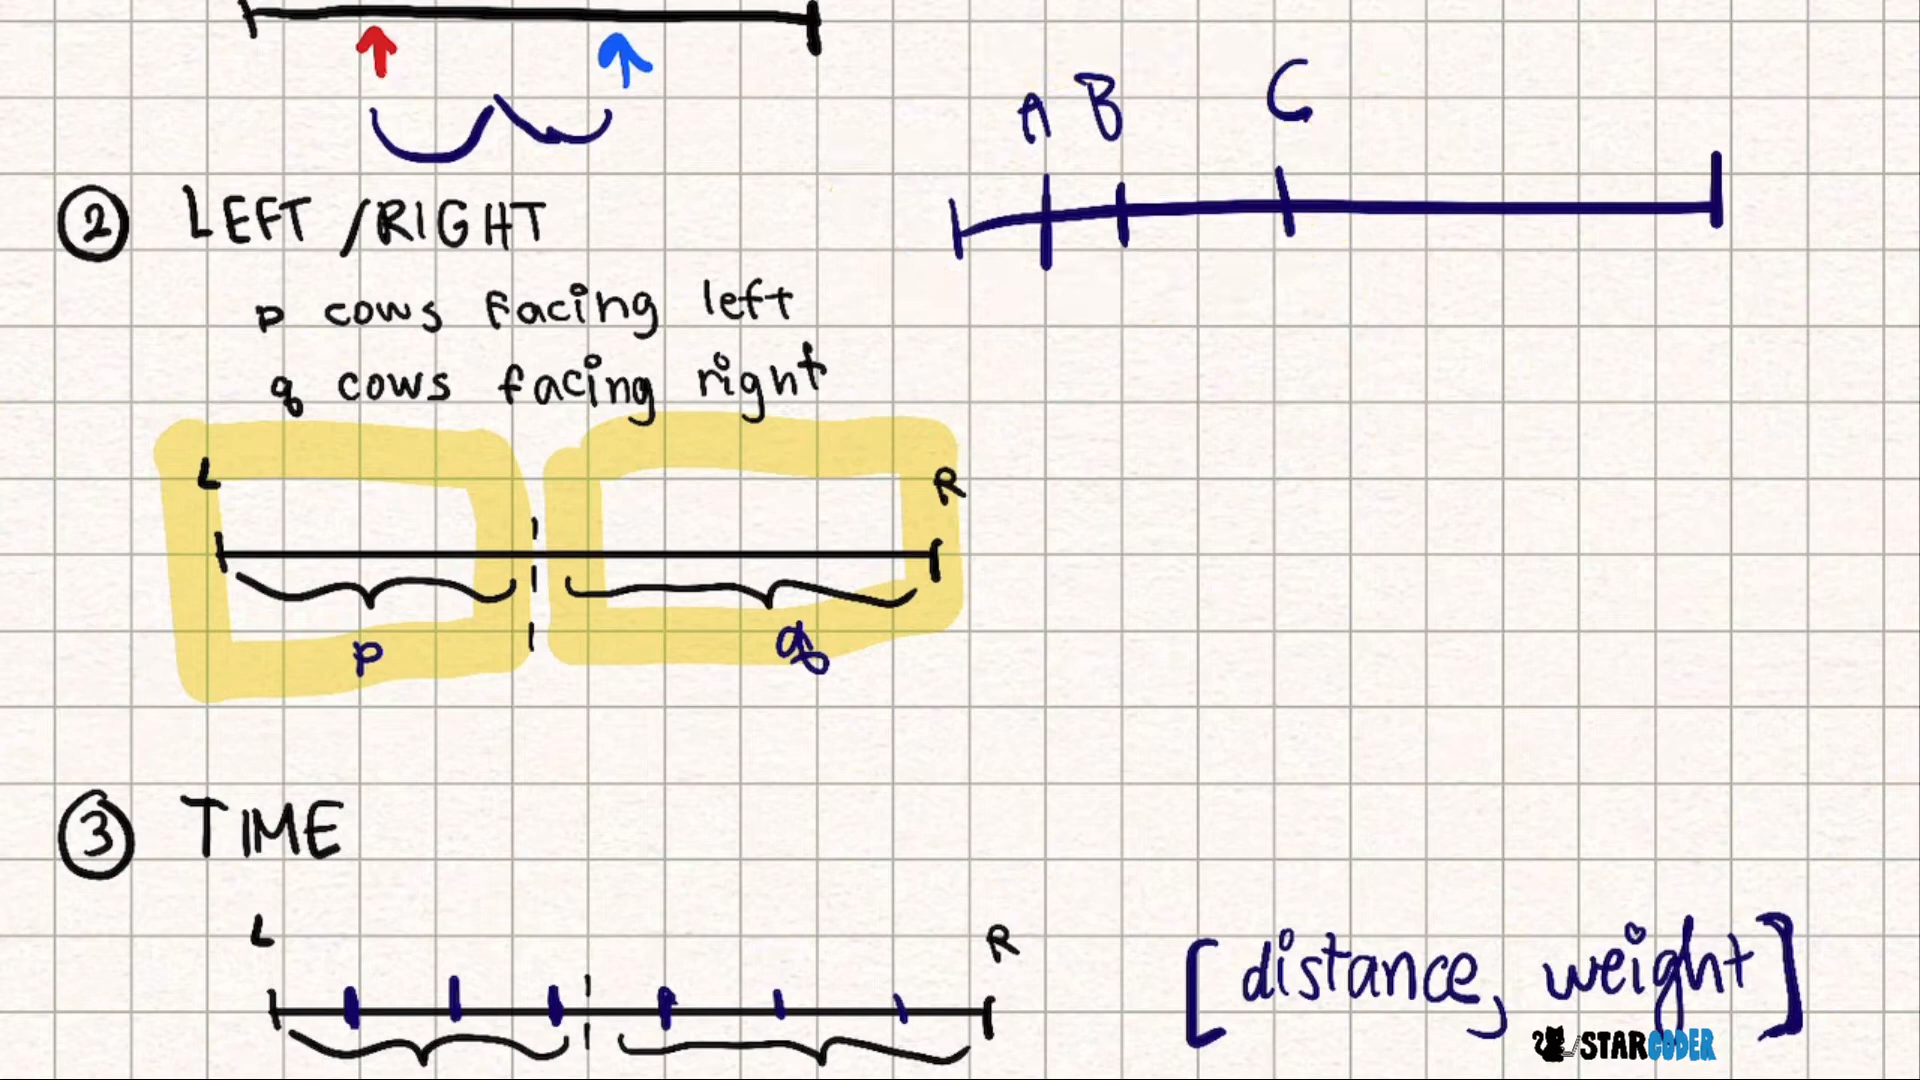 A B C
② LEFT/RIGHT
p cows facing left
q cows facing right
L R
p q
③ TIME
L R
[distance, weight]
STARCODER